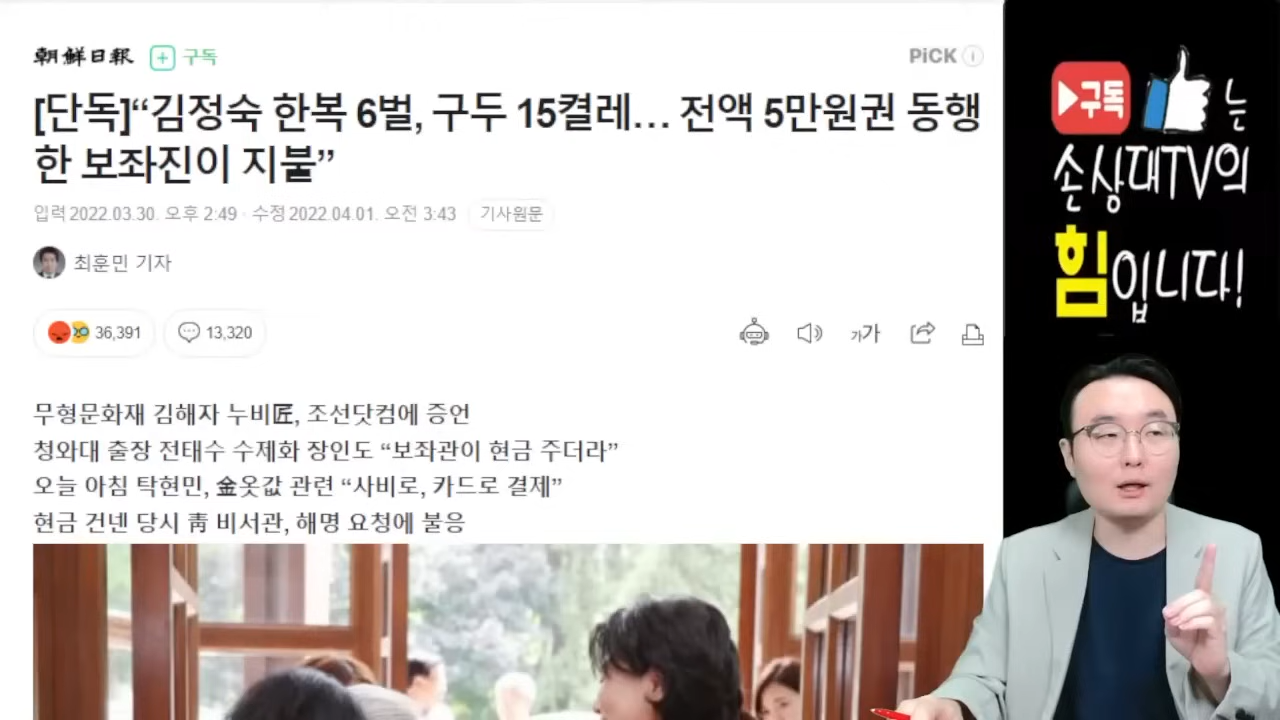 朝鮮日報 구독
PiCK
[단독]“김정숙 한복 6벌, 구두 15켤레… 전액 5만원권 동행
한 보좌진이 지불”
입력 2022.03.30. 오후 2:49 · 수정 2022.04.01. 오전 3:43 기사원문
최훈민 기자
36,391 13,320
가가
무형문화재 김해자 누비匠, 조선닷컴에 증언
청와대 출장 전태수 수제화 장인도 “보좌관이 현금 주더라”
오늘 아침 탁현민, 金옷값 관련 “사비로, 카드로 결제”
현금 건넨 당시 靑 비서관, 해명 요청에 불응
구독 는
손상대TV의
힘입니다!